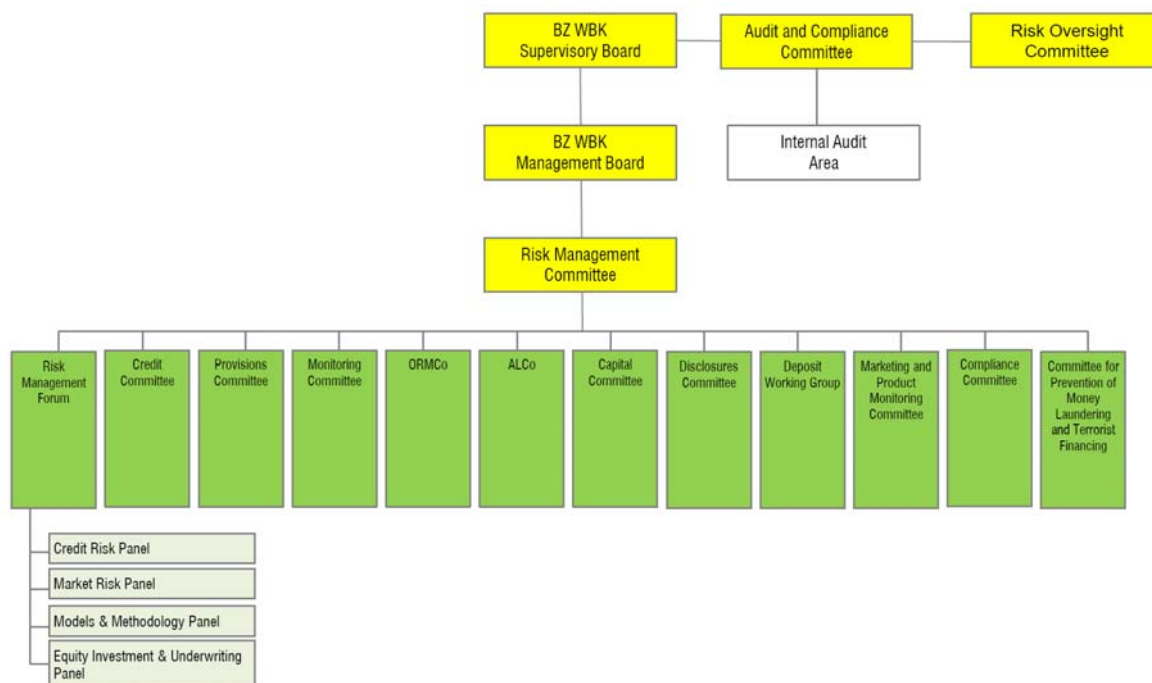 BZ WBK
Supervisory Board
Audit and Compliance
Committee
Risk Oversight
Committee
BZ WBK
Management Board
Internal Audit
Area
Risk Management
Committee
Risk
Management
Forum
Credit
Committee
Provisions
Committee
Monitoring
Committee
ORMCo
ALCo
Capital
Committee
Disclosures
Committee
Deposit
Working Group
Marketing and
Product
Monitoring
Committee
Compliance
Committee
Committee for
Prevention of
Money
Laundering
and Terrorist
Financing
Credit Risk Panel
Market Risk Panel
Models & Methodology Panel
Equity Investment & Underwriting
Panel